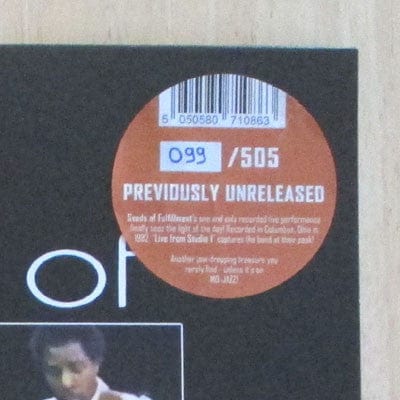 5 050580 710863
099 /505
PREVIOUSLY UNRELEASED
Seeds of Fulfillment's one and only recorded live performance
finally sees the light of the day! Recorded in Columbus, Ohio in
1982, 'Live from Studio 1' captures the band at their peak!
Another jaw-dropping treasure you
rarely find - unless it's on
MO-JAZZ!
of